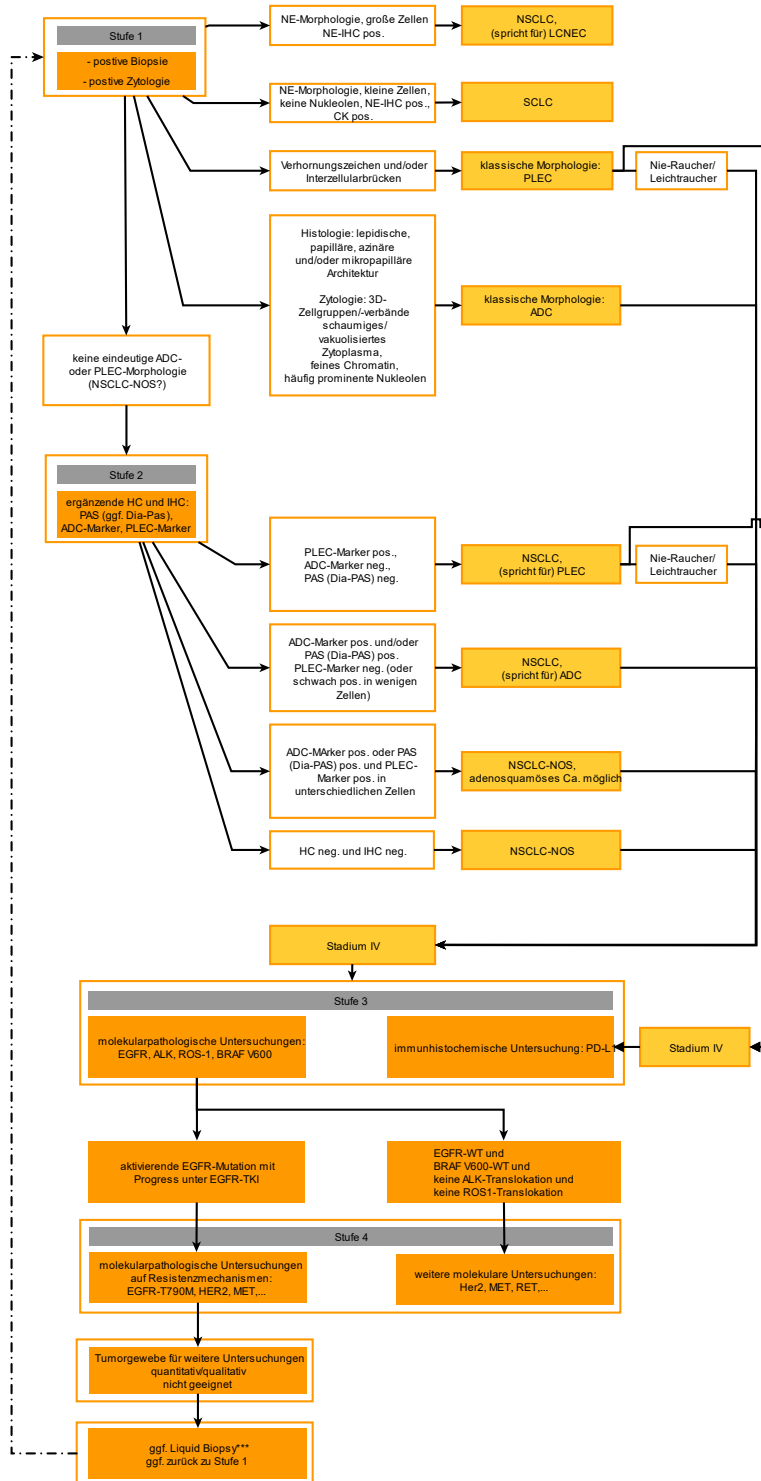 Stufe 1
- postive Biopsie
- postive Zytologie
NE-Morphologie, große Zellen
NE-IHC pos.
NSCLC,
(spricht für) LCNEC
NE-Morphologie, kleine Zellen,
keine Nukleolen, NE-IHC pos.,
CK pos.
SCLC
Verhornungszeichen und/oder
Interzellularbrücken
klassische Morphologie:
PLEC
Nie-Raucher/
Leichtraucher
Histologie: lepidische,
papilläre, azinäre
und/oder mikropapilläre
Architektur
Zytologie: 3D-
Zellgruppen/-verbände
schaumiges/
vakuolisiertes
Zytoplasma,
feines Chromatin,
häufig prominente Nukleolen
klassische Morphologie:
ADC
keine eindeutige ADC-
oder PLEC-Morphologie
(NSCLC-NOS?)
Stufe 2
ergänzende HC und IHC:
PAS (ggf. Dia-Pas),
ADC-Marker, PLEC-Marker
PLEC-Marker pos.,
ADC-Marker neg.,
PAS (Dia-PAS) neg.
NSCLC,
(spricht für) PLEC
Nie-Raucher/
Leichtraucher
ADC-Marker pos. und/oder
PAS (Dia-PAS) pos.
PLEC-Marker neg. (oder
schwach pos. in wenigen
Zellen)
NSCLC,
(spricht für) ADC
ADC-MArker pos. oder PAS
(Dia-PAS) pos. und PLEC-
Marker pos. in
unterschiedlichen Zellen
NSCLC-NOS,
adenosquamöses Ca. möglich
HC neg. und IHC neg.
NSCLC-NOS
Stadium IV
Stufe 3
molekularpathologische Untersuchungen:
EGFR, ALK, ROS-1, BRAF V600
immunhistochemische Untersuchung: PD-L1
Stadium IV
aktivierende EGFR-Mutation mit
Progress unter EGFR-TKI
EGFR-WT und
BRAF V600-WT und
keine ALK-Translokation und
keine ROS1-Translokation
Stufe 4
molekularpathologische Untersuchungen
auf Resistenzmechanismen:
EGFR-T790M, HER2, MET,...
weitere molekulare Untersuchungen:
Her2, MET, RET,...
Tumorgewebe für weitere Untersuchungen
quantitativ/qualitativ
nicht geeignet
ggf. Liquid Biopsy***
ggf. zurück zu Stufe 1